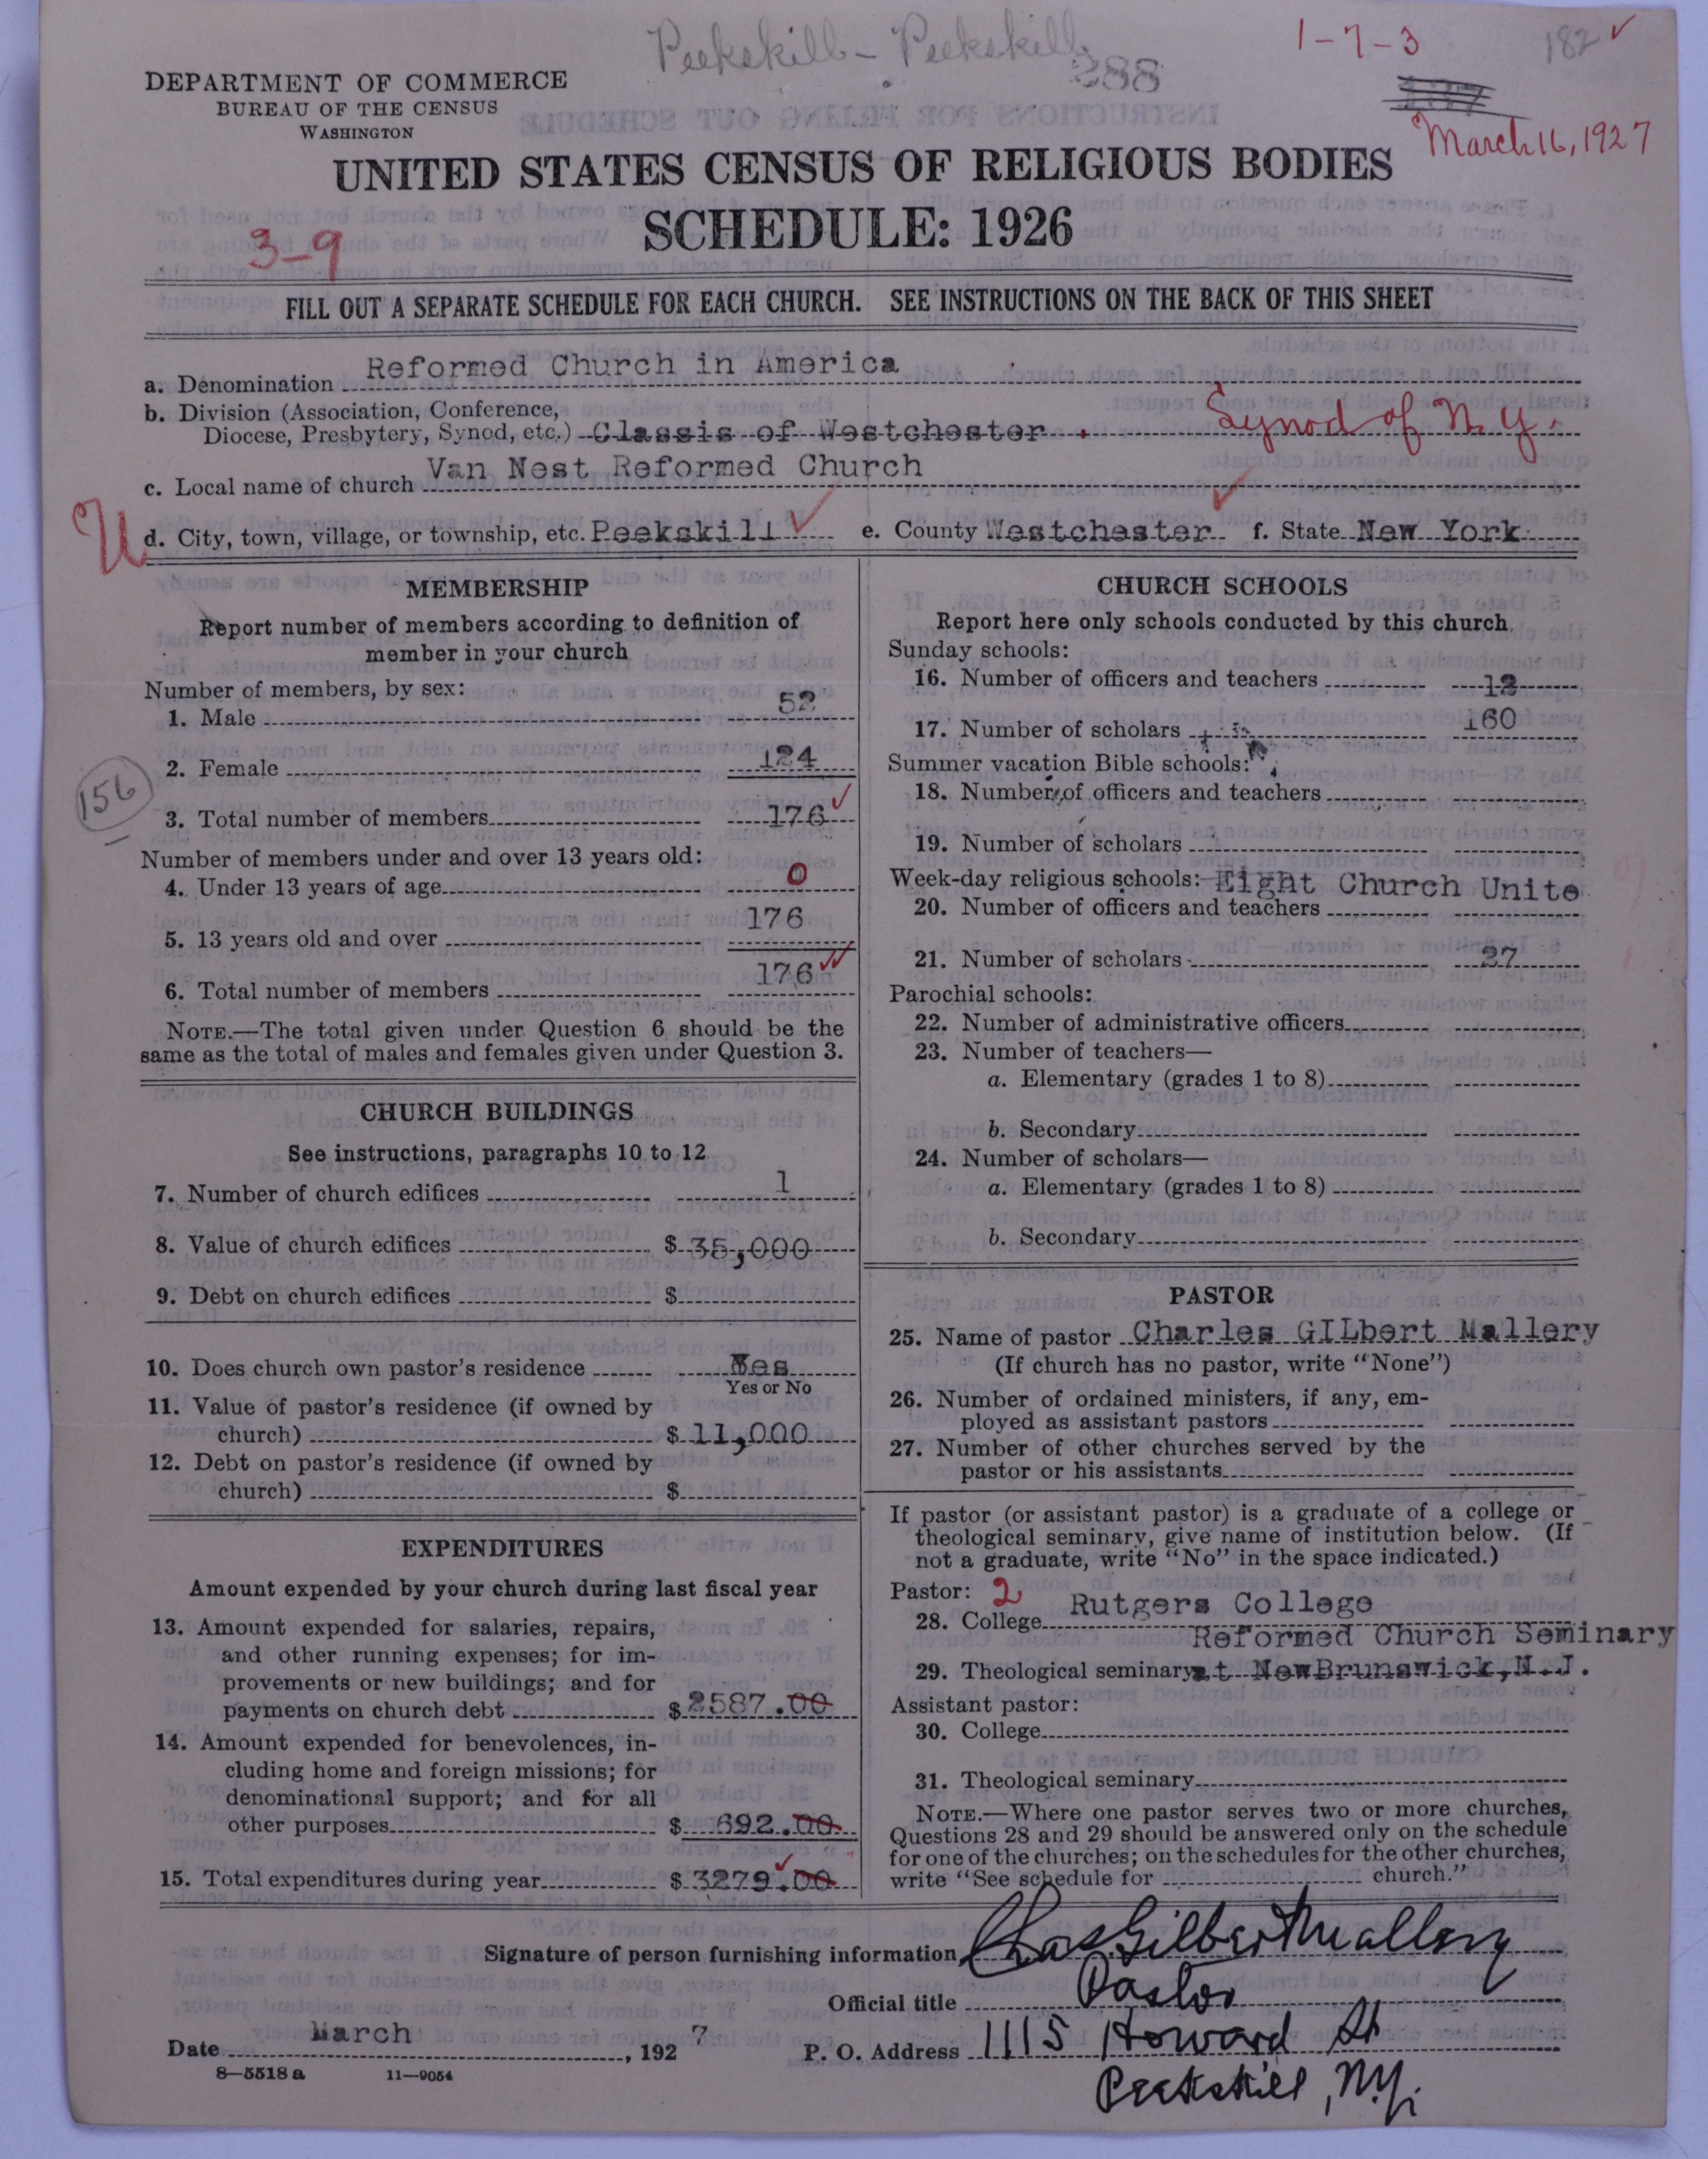 Peekskill - Peekskill
288
1-7-3
182 ✓
March 16, 1927
DEPARTMENT OF COMMERCE
BUREAU OF THE CENSUS
WASHINGTON
UNITED STATES CENSUS OF RELIGIOUS BODIES
SCHEDULE: 1926
3-9
FILL OUT A SEPARATE SCHEDULE FOR EACH CHURCH. SEE INSTRUCTIONS ON THE BACK OF THIS SHEET
a. Denomination Reformed Church in America
b. Division (Association, Conference,
Diocese, Presbytery, Synod, etc.) Classis of Westchester. Synod of N.Y.
c. Local name of church Van Nest Reformed Church
U d. City, town, village, or township, etc. Peekskill ✓ e. County Westchester ✓ f. State New York
MEMBERSHIP
Report number of members according to definition of
member in your church
Number of members, by sex:
1. Male 52
2. Female 124
156
3. Total number of members 176 ✓
Number of members under and over 13 years old:
4. Under 13 years of age 0
5. 13 years old and over 176
6. Total number of members 176 ✓✓
NOTE.—The total given under Question 6 should be the
same as the total of males and females given under Question 3.
CHURCH BUILDINGS
See instructions, paragraphs 10 to 12
7. Number of church edifices 1
8. Value of church edifices $ 35,000
9. Debt on church edifices $
10. Does church own pastor's residence Yes
Yes or No
11. Value of pastor's residence (if owned by
church) $ 11,000
12. Debt on pastor's residence (if owned by
church) $
EXPENDITURES
Amount expended by your church during last fiscal year
13. Amount expended for salaries, repairs,
and other running expenses; for im-
provements or new buildings; and for
payments on church debt $ 2587.00
14. Amount expended for benevolences, in-
cluding home and foreign missions; for
denominational support; and for all
other purposes $ 692.00
15. Total expenditures during year $ 3279.00 ✓
CHURCH SCHOOLS
Report here only schools conducted by this church
Sunday schools:
16. Number of officers and teachers 12
17. Number of scholars 160
Summer vacation Bible schools:
18. Number of officers and teachers
19. Number of scholars
Week-day religious schools: Eight Church Unite
20. Number of officers and teachers
21. Number of scholars 27
Parochial schools:
22. Number of administrative officers
23. Number of teachers—
a. Elementary (grades 1 to 8)
b. Secondary
24. Number of scholars—
a. Elementary (grades 1 to 8)
b. Secondary
PASTOR
25. Name of pastor Charles GILbert Mallery
(If church has no pastor, write "None")
26. Number of ordained ministers, if any, em-
ployed as assistant pastors
27. Number of other churches served by the
pastor or his assistants
If pastor (or assistant pastor) is a graduate of a college or
theological seminary, give name of institution below. (If
not a graduate, write "No" in the space indicated.)
Pastor: 2
28. College Rutgers College
Reformed Church Seminary
29. Theological seminary at NewBrunswick,N.J.
Assistant pastor:
30. College
31. Theological seminary
NOTE.—Where one pastor serves two or more churches,
Questions 28 and 29 should be answered only on the schedule
for one of the churches; on the schedules for the other churches,
write "See schedule for church."
Signature of person furnishing information Chas Gilbert Mallery
Official title Pastor
Date March, 192 7
P. O. Address 1115 Howard St
Peekskill, N.Y.
8—5518 a 11—9054